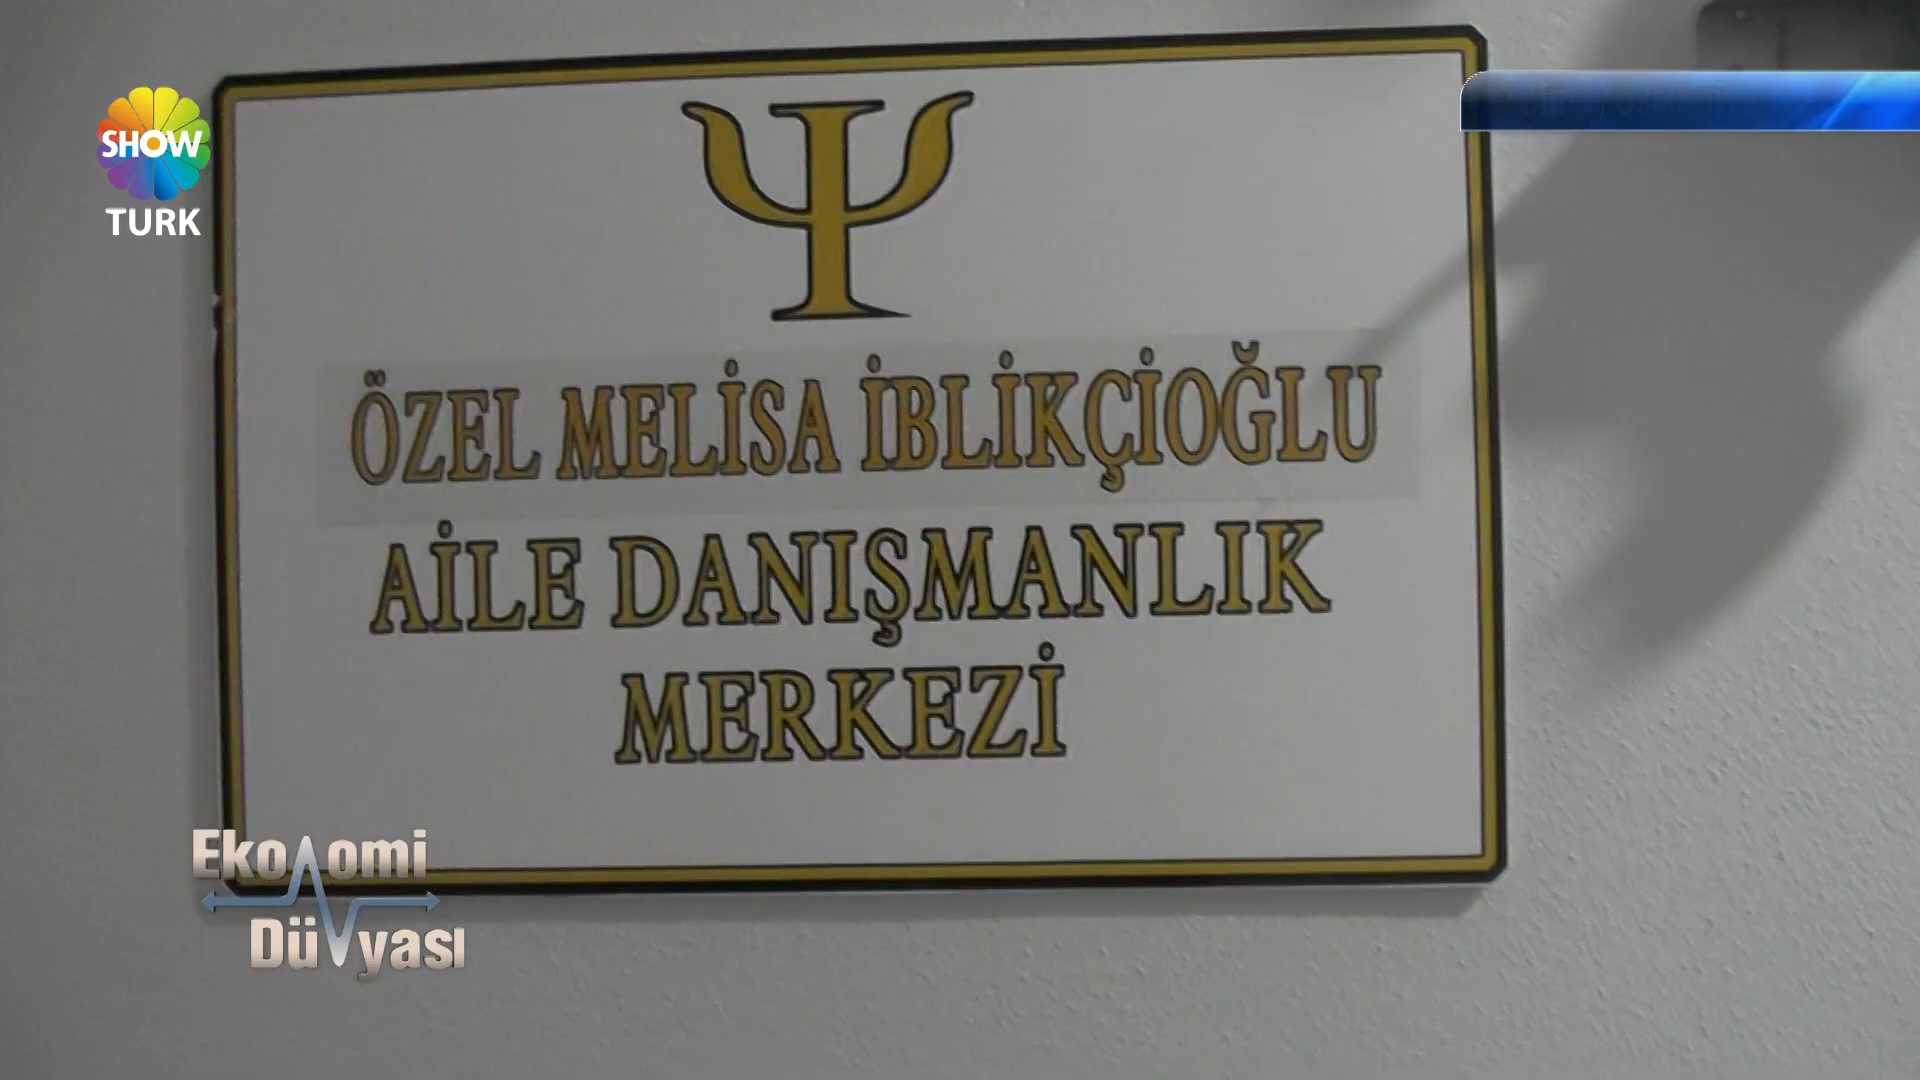 SHOW
TURK
Ψ
ÖZEL MELİSA İBLİKÇİOĞLU
AİLE DANIŞMANLIK
MERKEZİ
Ekonomi
Dünyası